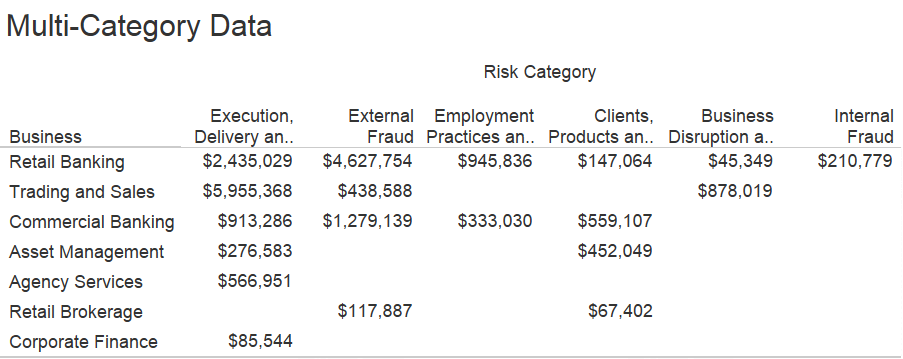 Multi-Category Data
Risk Category
Execution, External Employment Clients, Business Internal
Business Delivery an.. Fraud Practices an.. Products an.. Disruption a.. Fraud
Retail Banking $2,435,029 $4,627,754 $945,836 $147,064 $45,349 $210,779
Trading and Sales $5,955,368 $438,588 $878,019
Commercial Banking $913,286 $1,279,139 $333,030 $559,107
Asset Management $276,583 $452,049
Agency Services $566,951
Retail Brokerage $117,887 $67,402
Corporate Finance $85,544